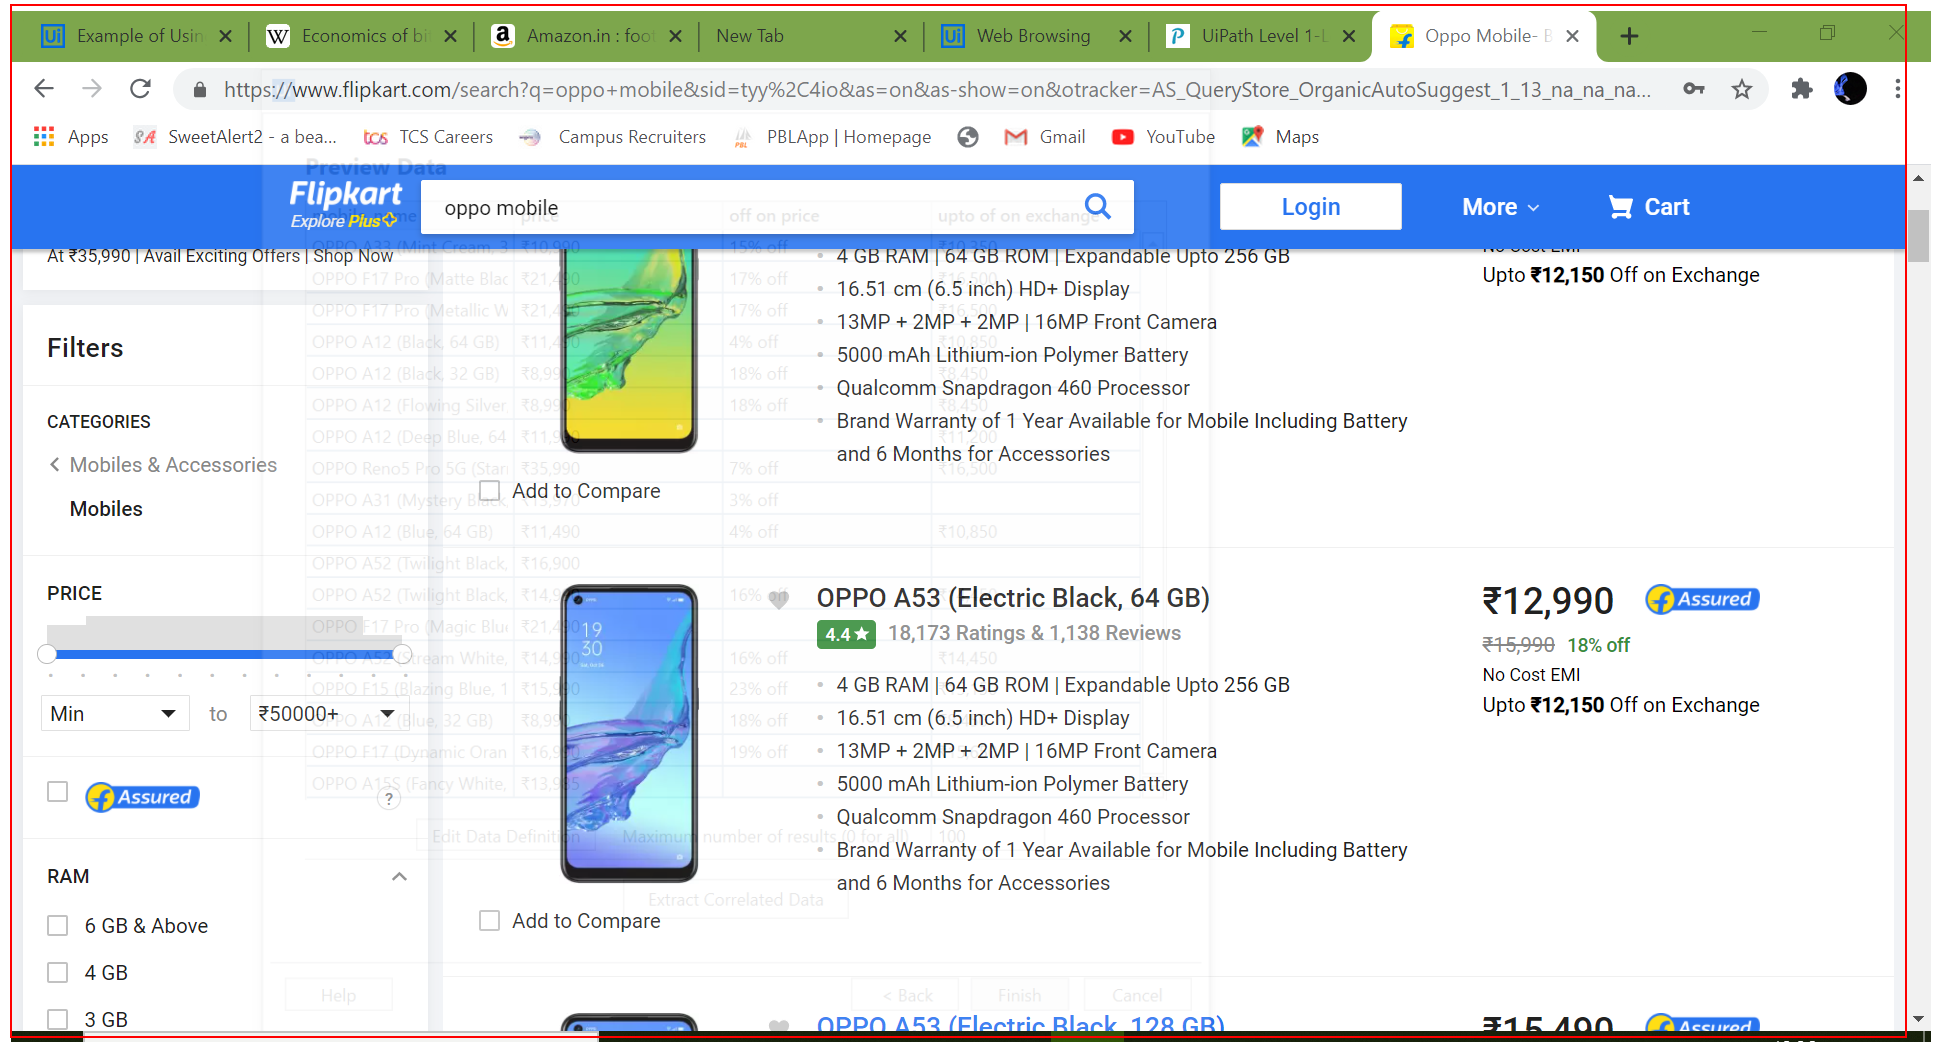 Example of Usin
Economics of bi
Amazon.in : foot
New Tab
Web Browsing
UiPath Level 1-L
Oppo Mobile- B
https://www.flipkart.com/search?q=oppo+mobile&sid=tyy%2C4io&as=on&as-show=on&otracker=AS_QueryStore_OrganicAutoSuggest_1_13_na_na_na...
Apps
SweetAlert2 - a bea...
TCS Careers
Campus Recruiters
PBLApp | Homepage
Gmail
YouTube
Maps
Preview Data
Flipkart
Explore Plus
oppo mobile
Login
More
Cart
price
off on price
upto of on exchange
At ₹35,990 | Avail Exciting Offers | Shop Now
OPPO A33 (Mint Cream, 3 ₹10,990 15% off ₹10,350
OPPO F17 Pro (Matte Blac ₹21,490 17% off ₹16,500
OPPO F17 Pro (Metallic W ₹21,490 17% off ₹16,500
OPPO A12 (Black, 64 GB) ₹11,490 4% off ₹10,850
OPPO A12 (Black, 32 GB) ₹8,990 18% off ₹8,450
OPPO A12 (Flowing Silver, ₹8,990 18% off ₹8,450
OPPO A12 (Deep Blue, 64 ₹11,990 ₹11,200
OPPO Reno5 Pro 5G (Starr ₹35,990 7% off ₹16,500
OPPO A31 (Mystery Black, 3% off
OPPO A12 (Blue, 64 GB) ₹11,490 4% off ₹10,850
OPPO A52 (Twilight Black, ₹16,900
OPPO A52 (Twilight Black, ₹14,9 16% off
OPPO F17 Pro (Magic Blue ₹21,490
OPPO A52 (Stream White, ₹14,990 16% off ₹14,450
OPPO F15 (Blazing Blue, 1 ₹15,9 23% off
OPPO A12 (Blue, 32 GB) ₹8,99 18% off
OPPO F17 (Dynamic Oran ₹16,9 19% off
OPPO A15S (Fancy White, ₹13,9
Edit Data Definition
Maximum number of results (0 for all)
100
Extract Correlated Data
Help
< Back
Finish
Cancel
Filters
CATEGORIES
Mobiles & Accessories
Mobiles
PRICE
Min
to
₹50000+
Assured
?
RAM
6 GB & Above
4 GB
3 GB
4 GB RAM | 64 GB ROM | Expandable Upto 256 GB
16.51 cm (6.5 inch) HD+ Display
13MP + 2MP + 2MP | 16MP Front Camera
5000 mAh Lithium-ion Polymer Battery
Qualcomm Snapdragon 460 Processor
Brand Warranty of 1 Year Available for Mobile Including Battery
and 6 Months for Accessories
No Cost EMI
Upto ₹12,150 Off on Exchange
Add to Compare
19
30
OPPO A53 (Electric Black, 64 GB)
4.4
18,173 Ratings & 1,138 Reviews
4 GB RAM | 64 GB ROM | Expandable Upto 256 GB
16.51 cm (6.5 inch) HD+ Display
13MP + 2MP + 2MP | 16MP Front Camera
5000 mAh Lithium-ion Polymer Battery
Qualcomm Snapdragon 460 Processor
Brand Warranty of 1 Year Available for Mobile Including Battery
and 6 Months for Accessories
₹12,990
Assured
₹15,990 18% off
No Cost EMI
Upto ₹12,150 Off on Exchange
Add to Compare
OPPO A53 (Electric Black, 128 GB)
₹15,490
Assured